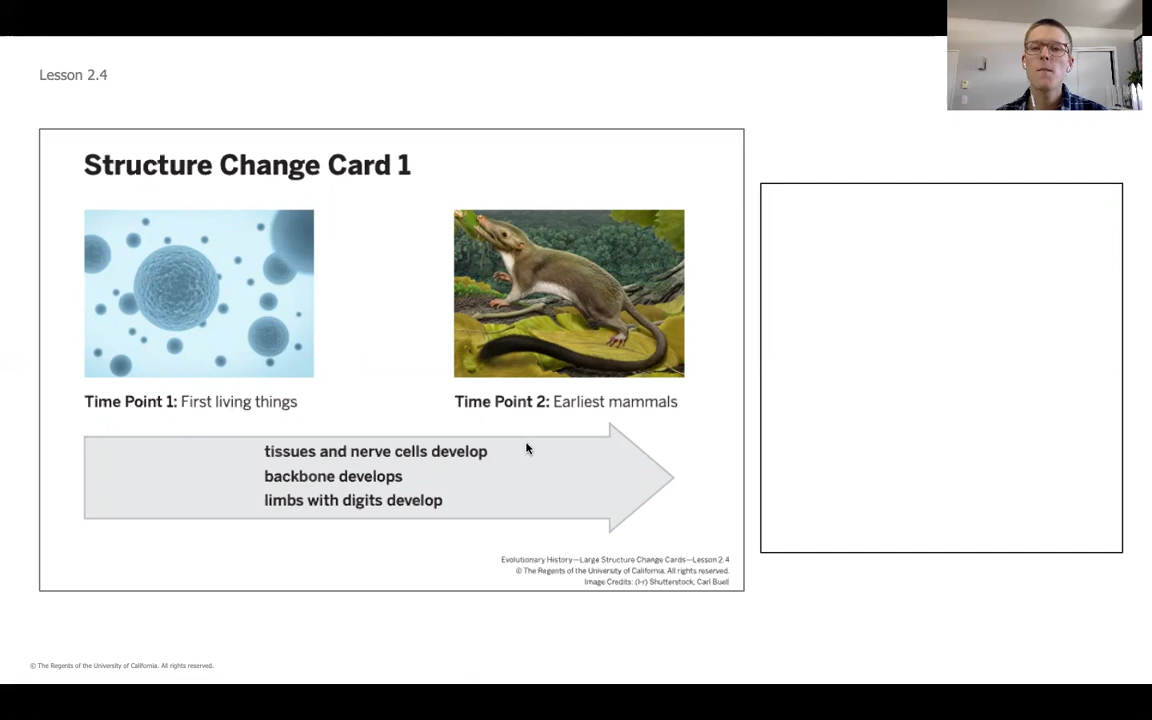 Lesson 2.4
Structure Change Card 1
Time Point 1: First living things
Time Point 2: Earliest mammals
tissues and nerve cells develop
backbone develops
limbs with digits develop
Evolutionary History—Large Structure Change Cards—Lesson 2.4
© The Regents of the University of California. All rights reserved.
Image Credits: (l-r) Shutterstock, Carl Buell
© The Regents of the University of California. All rights reserved.